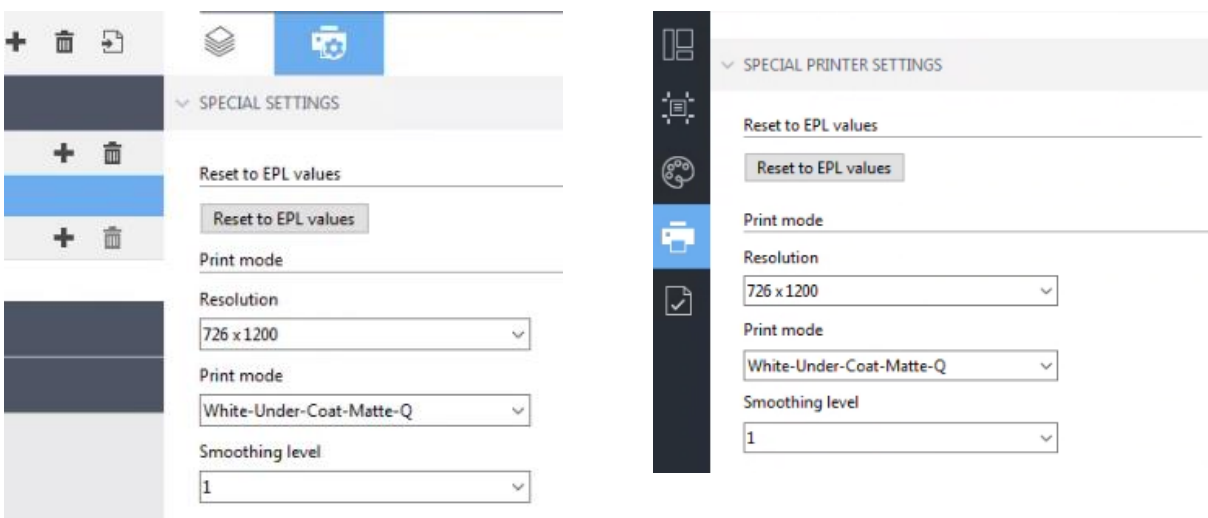 SPECIAL SETTINGS
Reset to EPL values
Reset to EPL values
Print mode
Resolution
726 x 1200
Print mode
White-Under-Coat-Matte-Q
Smoothing level
1
SPECIAL PRINTER SETTINGS
Reset to EPL values
Reset to EPL values
Print mode
Resolution
726 x 1200
Print mode
White-Under-Coat-Matte-Q
Smoothing level
1